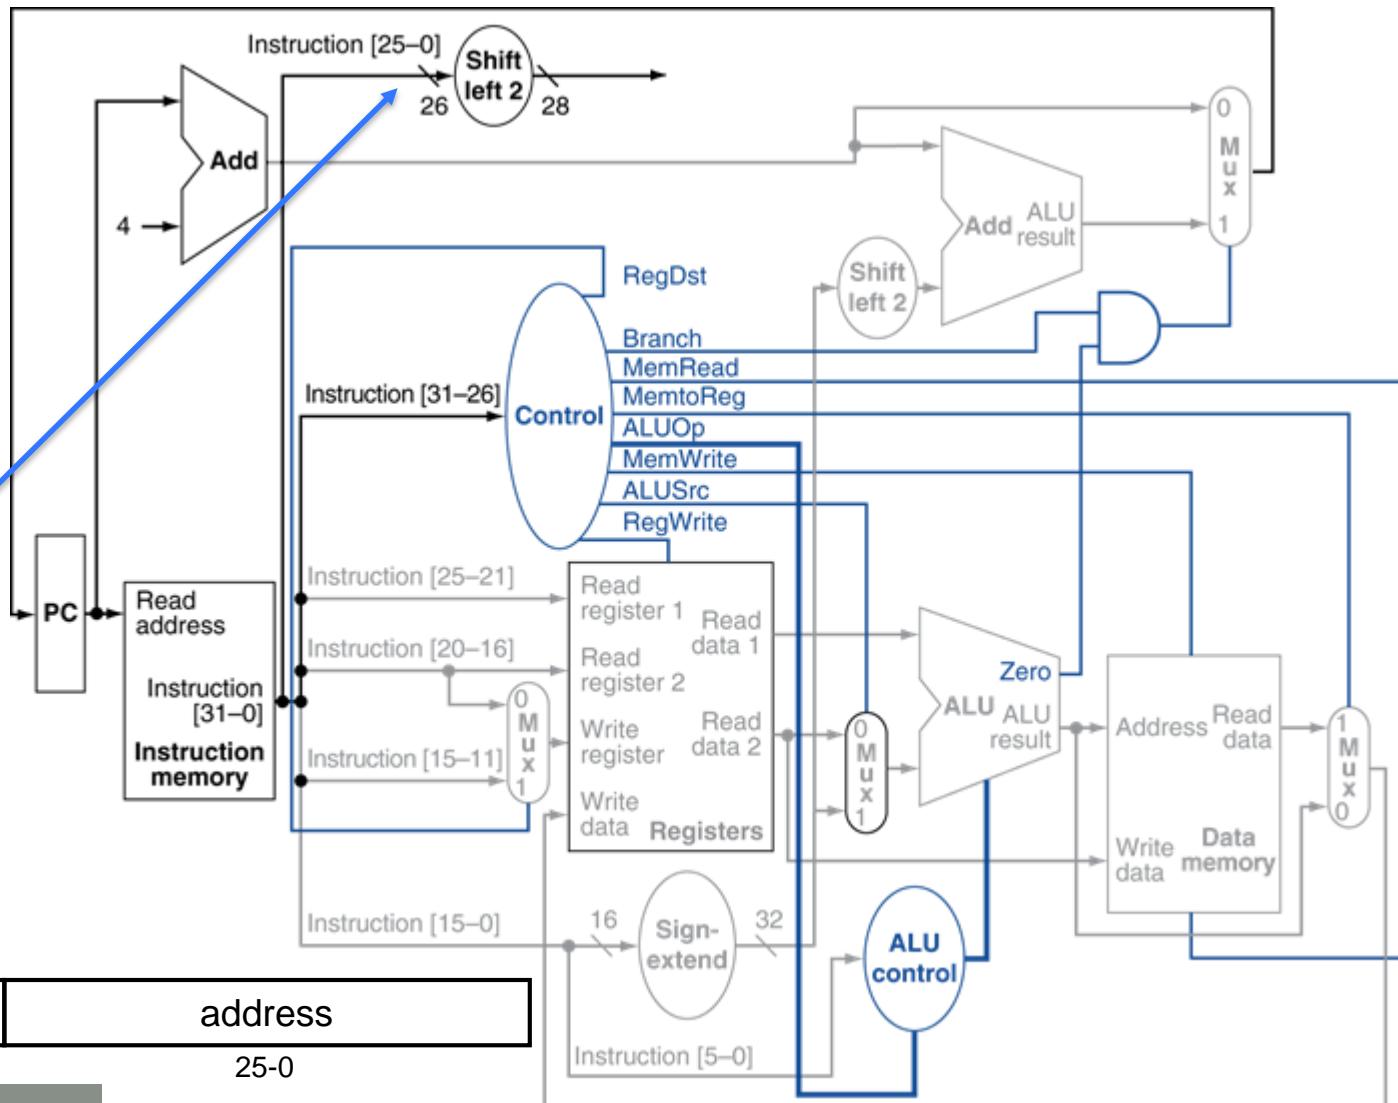 Instruction [25–0]
Shift
left 2
26
28
Add
4
0
M
u
x
1
Add
ALU
result
Shift
left 2
RegDst
Branch
MemRead
MemtoReg
ALUOp
MemWrite
ALUSrc
RegWrite
Instruction [31–26]
Control
PC
Read
address
Instruction
[31–0]
Instruction
memory
Instruction [25–21]
Instruction [20–16]
Instruction [15–11]
0
M
u
x
1
Read
register 1
Read
register 2
Write
register
Write
data
Read
data 1
Read
data 2
Registers
0
M
u
x
1
Zero
ALU
ALU
result
Address
Read
data
Write
data
Data
memory
1
M
u
x
0
Instruction [15–0]
16
Sign-
extend
32
ALU
control
Instruction [5–0]
address
25-0